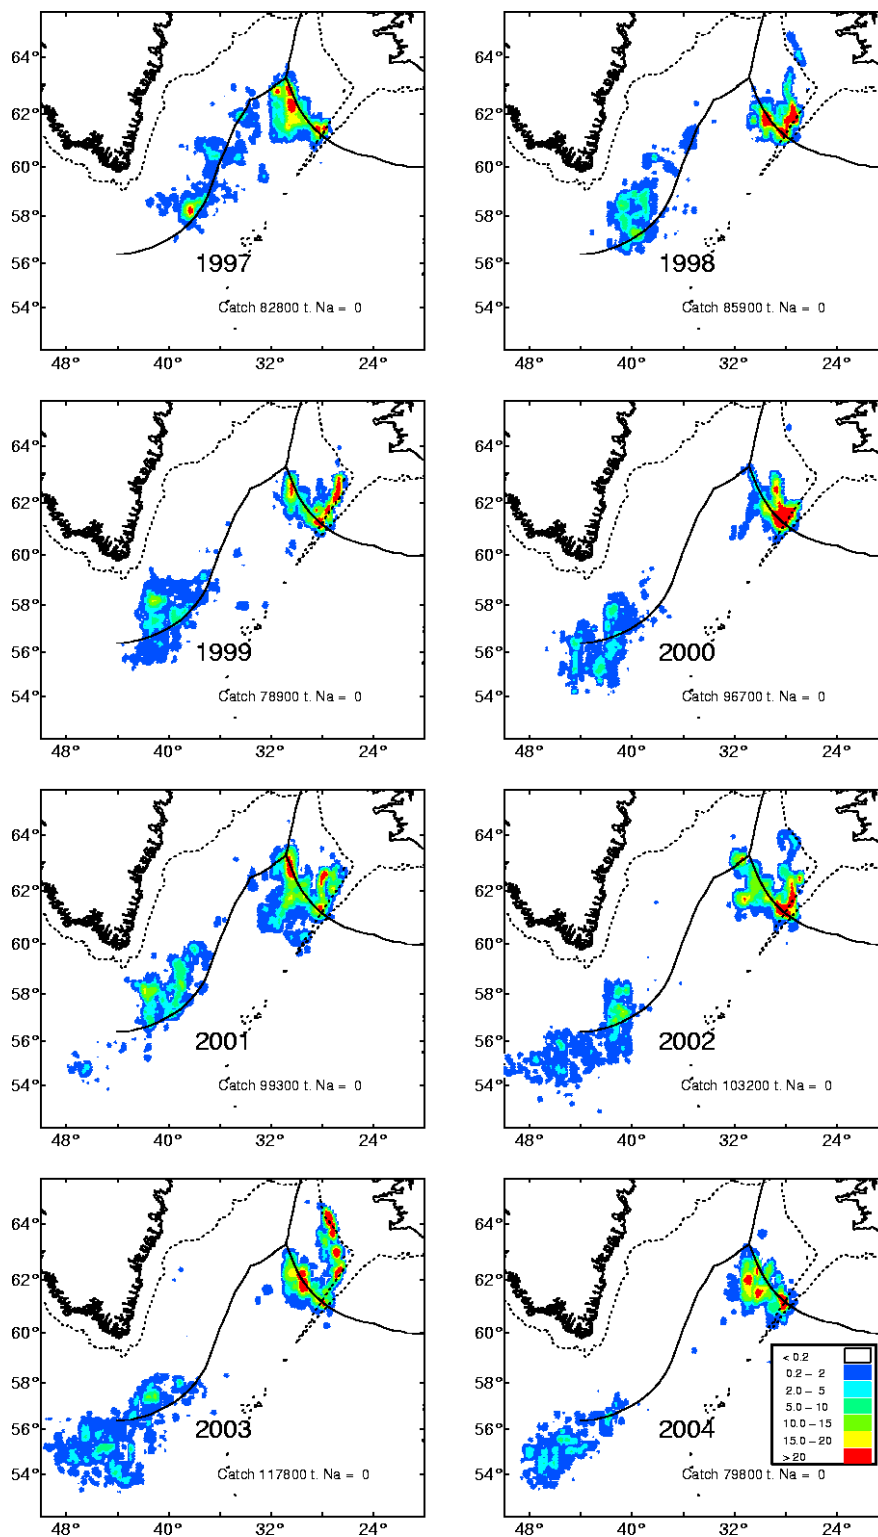 64°
62°
60°
58°
56°
54°
1997
Catch 82800 t. Na = 0
48° 40° 32° 24°
64°
62°
60°
58°
56°
54°
1998
Catch 85900 t. Na = 0
48° 40° 32° 24°
64°
62°
60°
58°
56°
54°
1999
Catch 78900 t. Na = 0
48° 40° 32° 24°
64°
62°
60°
58°
56°
54°
2000
Catch 96700 t. Na = 0
48° 40° 32° 24°
64°
62°
60°
58°
56°
54°
2001
Catch 99300 t. Na = 0
48° 40° 32° 24°
64°
62°
60°
58°
56°
54°
2002
Catch 103200 t. Na = 0
48° 40° 32° 24°
64°
62°
60°
58°
56°
54°
2003
Catch 117800 t. Na = 0
48° 40° 32° 24°
64°
62°
60°
58°
56°
54°
2004
Catch 79800 t. Na = 0
48° 40° 32° 24°
< 0.2
0.2 – 2
2.0 – 5
5.0 – 10
10.0 – 15
15.0 – 20
> 20